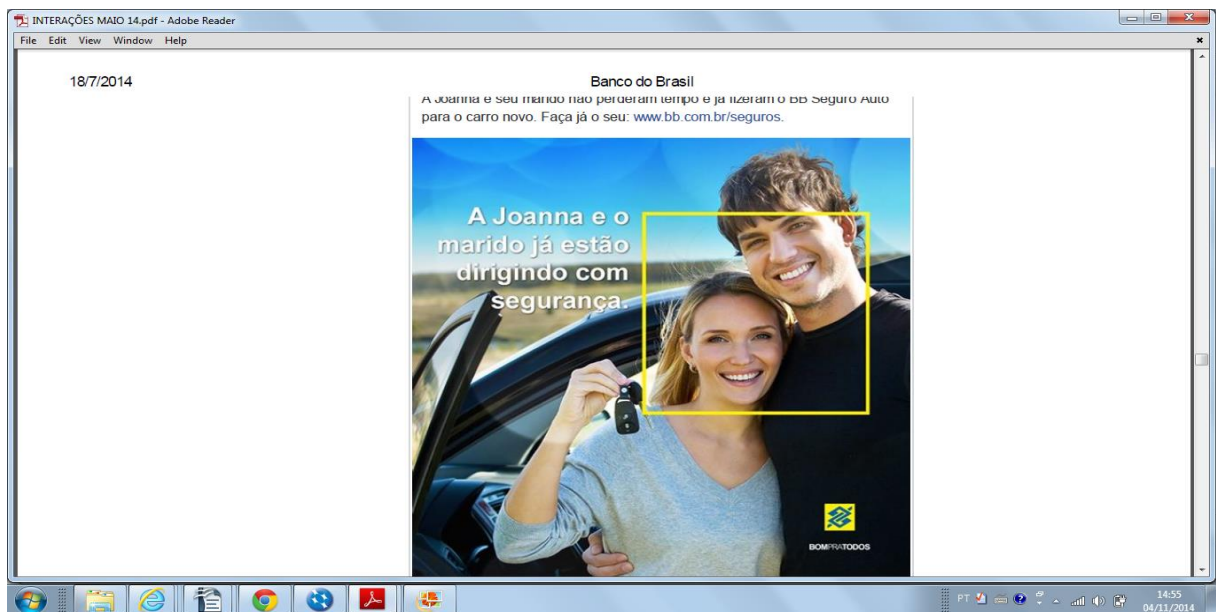 INTERAÇÕES MAIO 14.pdf - Adobe Reader
File Edit View Window Help
18/7/2014 Banco do Brasil
A Joanna e seu marido não perderam tempo e já fizeram o BB Seguro Auto
para o carro novo. Faça já o seu: www.bb.com.br/seguros.
A Joanna e o
marido já estão
dirigindo com
segurança.
BOMPRATODOS
PT
14:55
04/11/2014